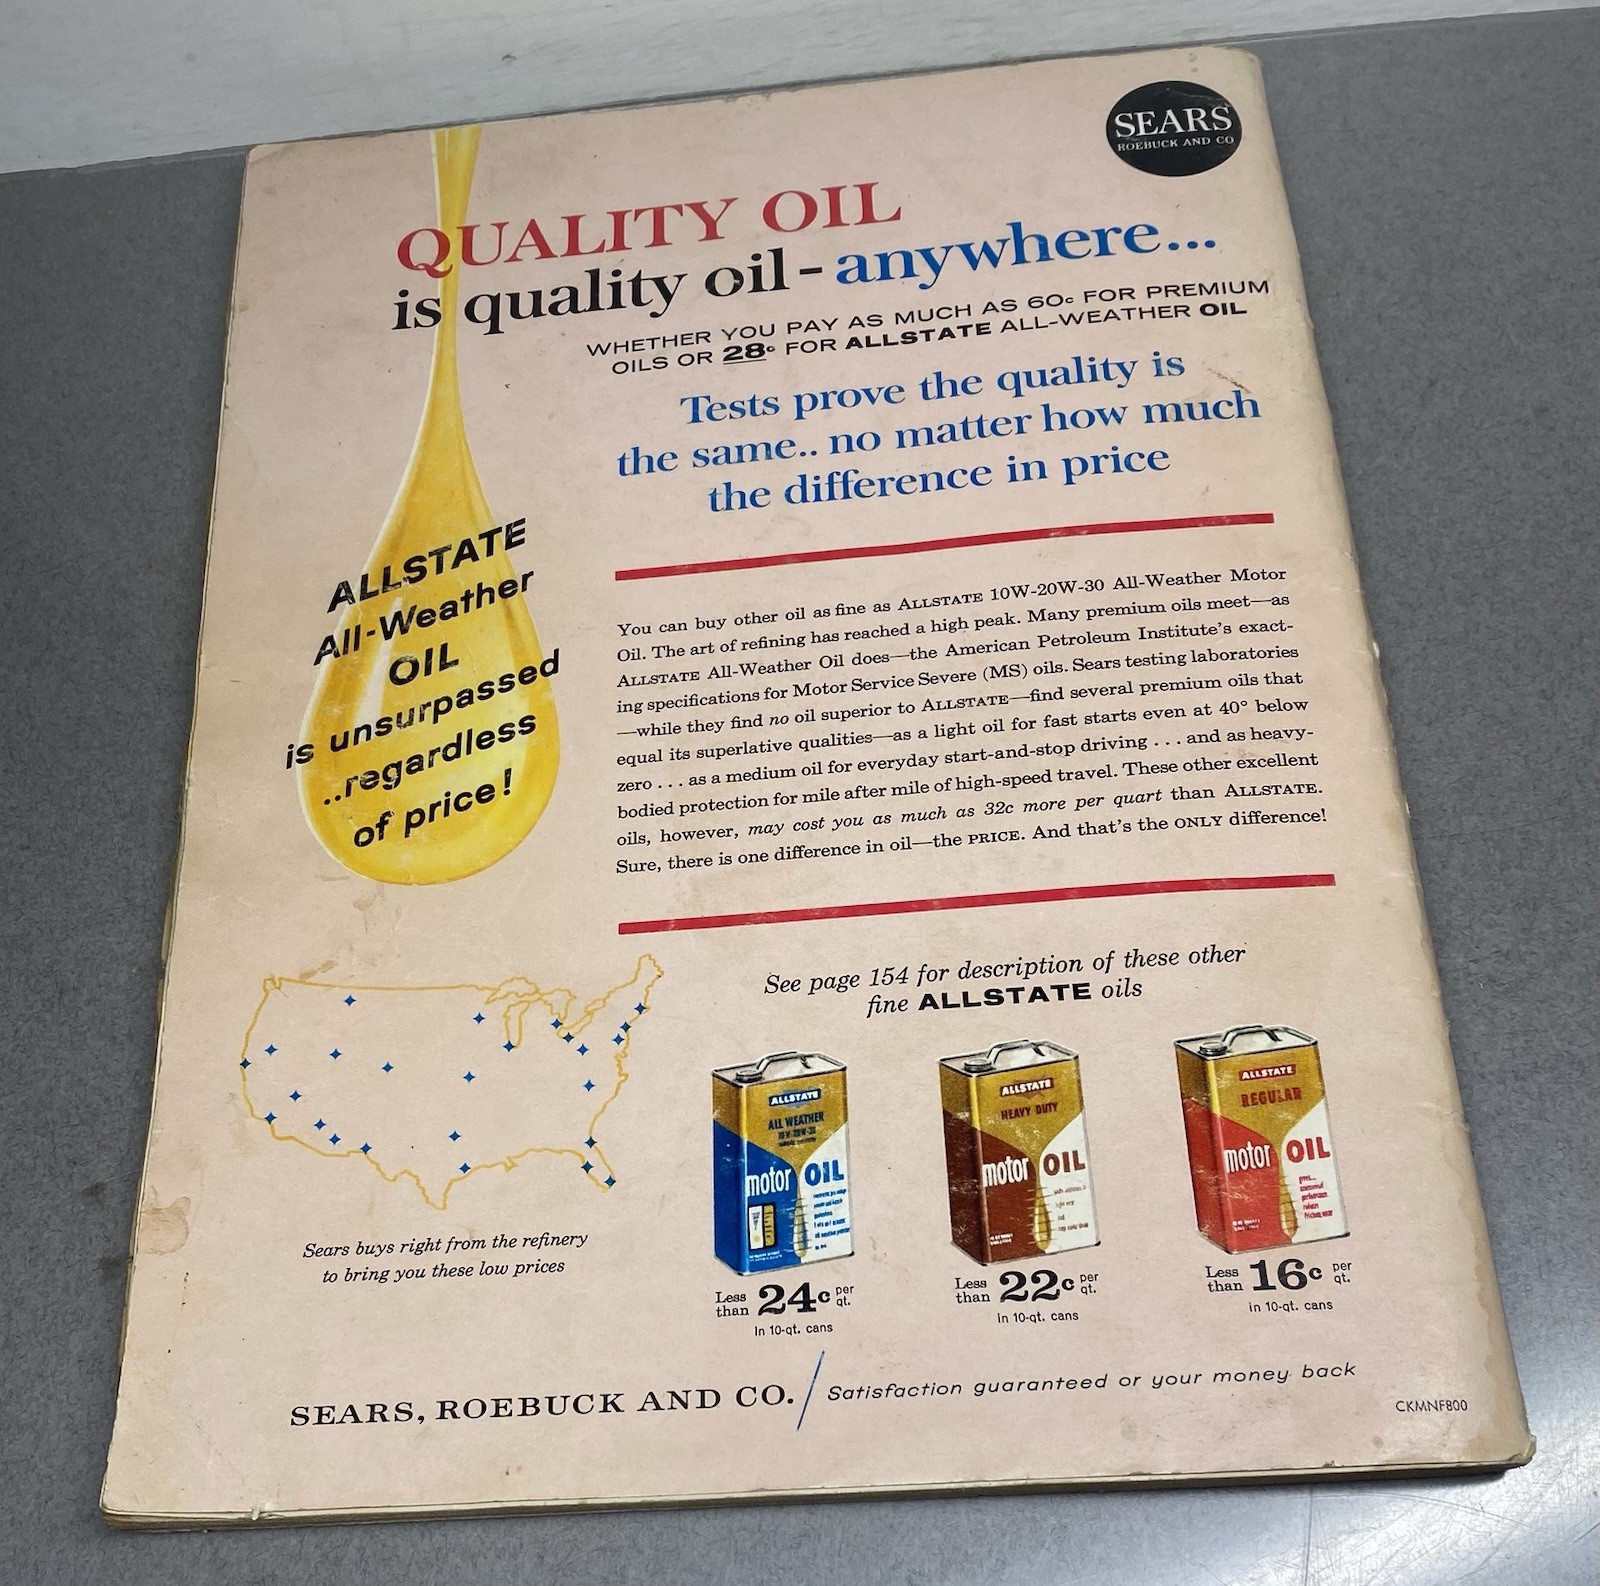 SEARS
ROEBUCK AND CO
QUALITY OIL
is quality oil - anywhere...
WHETHER YOU PAY AS MUCH AS 60c FOR PREMIUM
OILS OR 28c FOR ALLSTATE ALL-WEATHER OIL
Tests prove the quality is
the same.. no matter how much
the difference in price
ALLSTATE
All-Weather
OIL
is unsurpassed
..regardless
of price!
You can buy other oil as fine as ALLSTATE 10W-20W-30 All-Weather Motor
Oil. The art of refining has reached a high peak. Many premium oils meet—as
ALLSTATE All-Weather Oil does—the American Petroleum Institute's exact-
ing specifications for Motor Service Severe (MS) oils. Sears testing laboratories
—while they find no oil superior to ALLSTATE—find several premium oils that
equal its superlative qualities—as a light oil for fast starts even at 40° below
zero . . . as a medium oil for everyday start-and-stop driving . . . and as heavy-
bodied protection for mile after mile of high-speed travel. These other excellent
oils, however, may cost you as much as 32c more per quart than ALLSTATE.
Sure, there is one difference in oil—the PRICE. And that's the ONLY difference!
See page 154 for description of these other
fine ALLSTATE oils
ALLSTATE
ALL WEATHER
10W-20W-30
motor OIL
ALLSTATE
HEAVY DUTY
motor OIL
ALLSTATE
REGULAR
motor OIL
Sears buys right from the refinery
to bring you these low prices
Less than 24c per qt.
In 10-qt. cans
Less than 22c per qt.
In 10-qt. cans
Less than 16c per qt.
In 10-qt. cans
SEARS, ROEBUCK AND CO. / Satisfaction guaranteed or your money back
CKMNF800